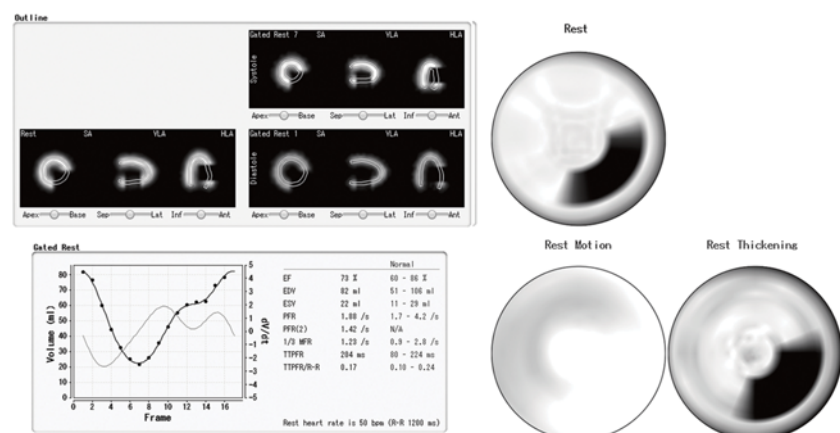 Outline
Rest
Gated Rest 7 SA VLA HLA
Systole
Apex Base Sep Lat Inf Ant
Rest SA VLA HLA
Gated Rest 1 SA VLA HLA
Diastole
Apex Base Sep Lat Inf Ant
Apex Base Sep Lat Inf Ant
Gated Rest
Rest Motion
Rest Thickening
Volume (ml)
80
70
60
50
40
30
20
10
0
5
4
3
2
1
0
-1
-2
-3
-4
-5
dV/dt
0 2 4 6 8 10 12 14 16
Frame
Normal
EF 73 % 60 - 86 %
EDV 82 ml 51 - 106 ml
ESV 22 ml 11 - 29 ml
PFR 1.88 /s 1.7 - 4.2 /s
PFR(2) 1.42 /s N/A
1/3 MFR 1.23 /s 0.9 - 2.8 /s
TTPFR 204 ms 80 - 224 ms
TTPFR/R-R 0.17 0.10 - 0.24
Rest heart rate is 50 bpm (R-R 1200 ms)